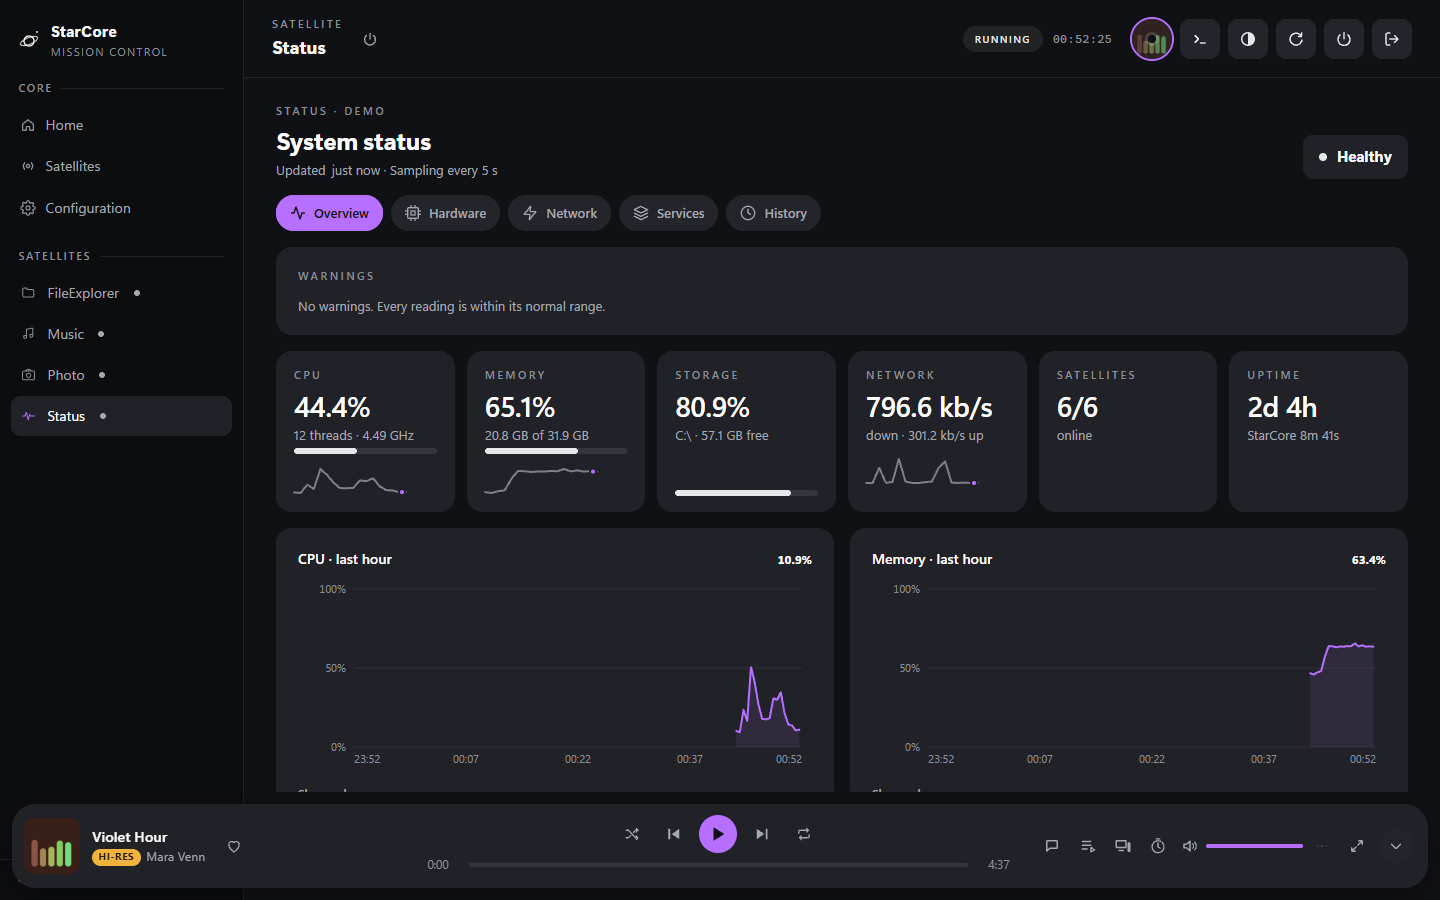 StarCore
MISSION CONTROL
CORE
Home
Satellites
Configuration
SATELLITES
FileExplorer
Music
Photo
Status
SATELLITE
Status
RUNNING
00:52:25
STATUS · DEMO
System status
Updated just now · Sampling every 5 s
Healthy
Overview
Hardware
Network
Services
History
WARNINGS
No warnings. Every reading is within its normal range.
CPU
44.4%
12 threads · 4.49 GHz
MEMORY
65.1%
20.8 GB of 31.9 GB
STORAGE
80.9%
C:\ · 57.1 GB free
NETWORK
796.6 kb/s
down · 301.2 kb/s up
SATELLITES
6/6
online
UPTIME
2d 4h
StarCore 8m 41s
CPU · last hour
10.9%
100%
50%
0%
23:52 00:07 00:22 00:37 00:52
Memory · last hour
63.4%
100%
50%
0%
23:52 00:07 00:22 00:37 00:52
Violet Hour
HI-RES Mara Venn
0:00
4:37